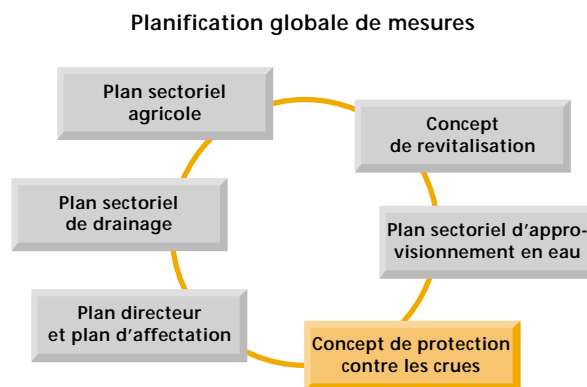 Planification globale de mesures
Plan sectoriel
agricole
Concept
de revitalisation
Plan sectoriel
de drainage
Plan sectoriel d'appro-
visionnement en eau
Plan directeur
et plan d'affectation
Concept de protection
contre les crues